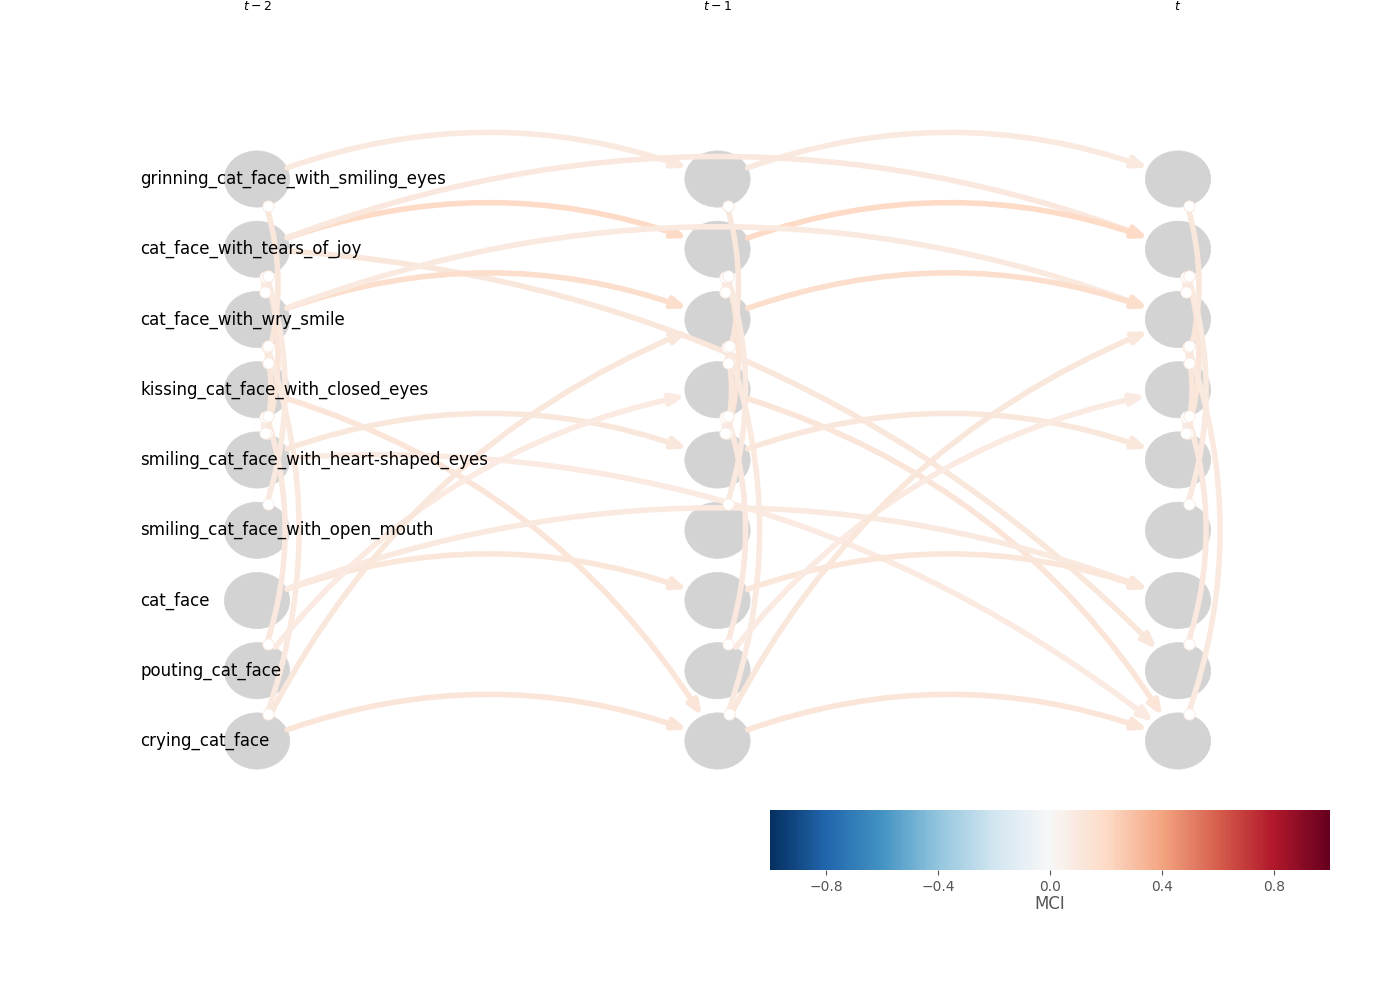 t − 2 t − 1 t
grinning_cat_face_with_smiling_eyes
cat_face_with_tears_of_joy
cat_face_with_wry_smile
kissing_cat_face_with_closed_eyes
smiling_cat_face_with_heart-shaped_eyes
smiling_cat_face_with_open_mouth
cat_face
pouting_cat_face
crying_cat_face
−0.8 −0.4 0.0 0.4 0.8
MCI